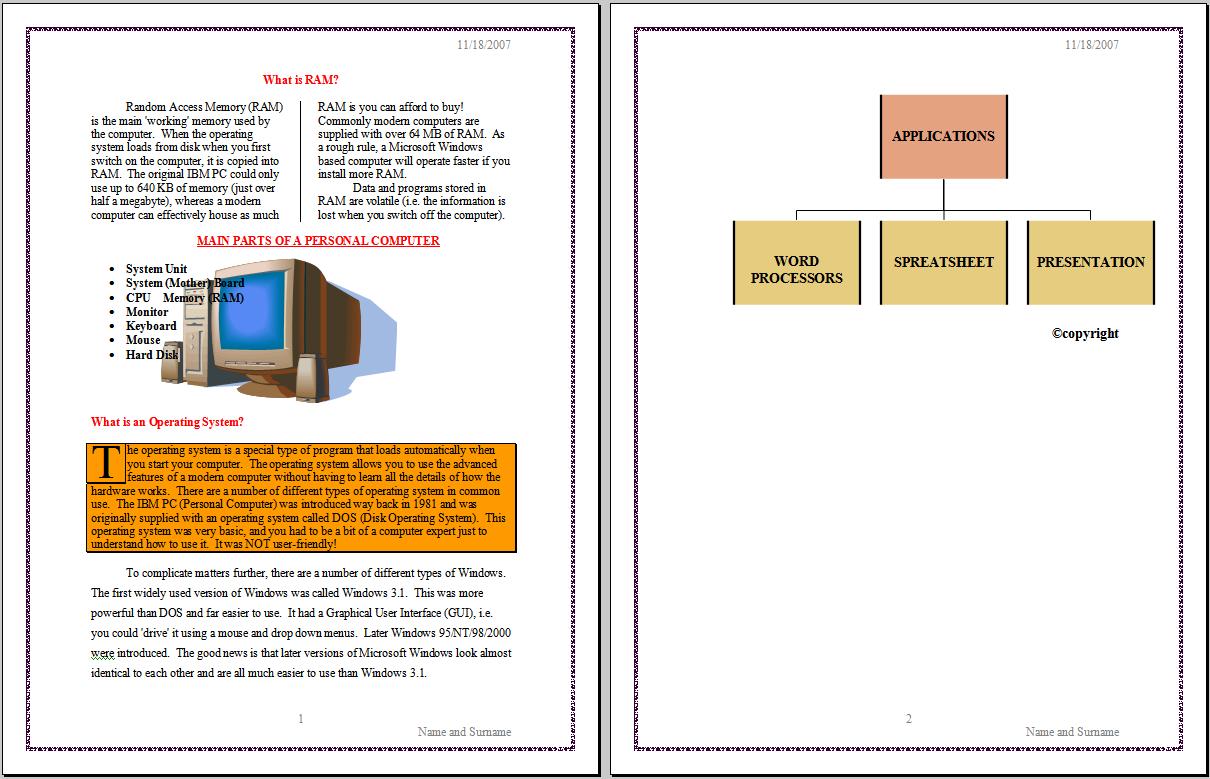 11/18/2007
What is RAM?
Random Access Memory (RAM)
is the main 'working' memory used by
the computer.  When the operating
system loads from disk when you first
switch on the computer, it is copied into
RAM.  The original IBM PC could only
use up to 640 KB of memory (just over
half a megabyte), whereas a modern
computer can effectively house as much
RAM is you can afford to buy!
Commonly modern computers are
supplied with over 64 MB of RAM.  As
a rough rule, a Microsoft Windows
based computer will operate faster if you
install more RAM.
Data and programs stored in
RAM are volatile (i.e. the information is
lost when you switch off the computer).
MAIN PARTS OF A PERSONAL COMPUTER
• System Unit
• System (Mother) Board
• CPU    Memory (RAM)
• Monitor
• Keyboard
• Mouse
• Hard Disk
What is an Operating System?
The operating system is a special type of program that loads automatically when
you start your computer.  The operating system allows you to use the advanced
features of a modern computer without having to learn all the details of how the
hardware works.  There are a number of different types of operating system in common
use.  The IBM PC (Personal Computer) was introduced way back in 1981 and was
originally supplied with an operating system called DOS (Disk Operating System).  This
operating system was very basic, and you had to be a bit of a computer expert just to
understand how to use it.  It was NOT user-friendly!
To complicate matters further, there are a number of different types of Windows.
The first widely used version of Windows was called Windows 3.1.  This was more
powerful than DOS and far easier to use.  It had a Graphical User Interface (GUI), i.e.
you could 'drive' it using a mouse and drop down menus.  Later Windows 95/NT/98/2000
were introduced.  The good news is that later versions of Microsoft Windows look almost
identical to each other and are all much easier to use than Windows 3.1.
1
Name and Surname
11/18/2007
APPLICATIONS
WORD
PROCESSORS
SPREATSHEET
PRESENTATION
©copyright
2
Name and Surname